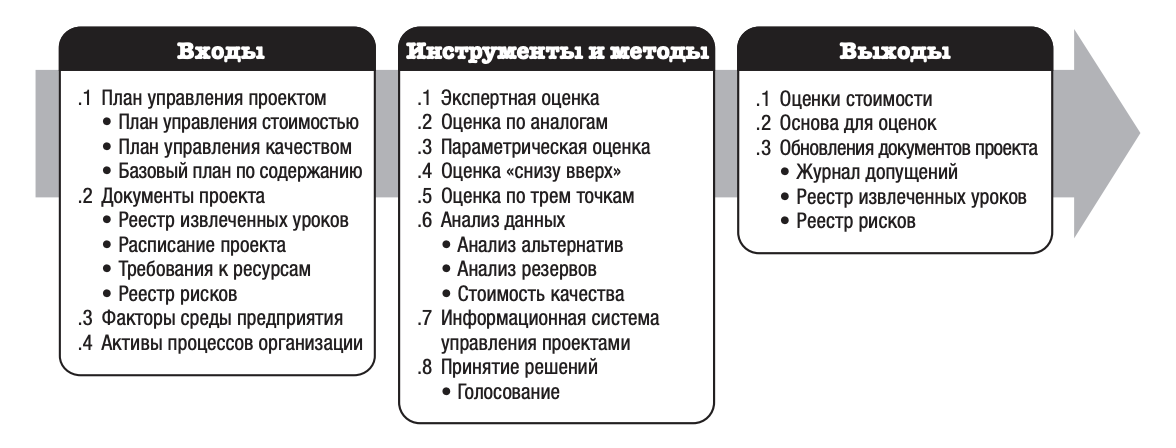 Входы
.1 План управления проектом
• План управления стоимостью
• План управления качеством
• Базовый план по содержанию
.2 Документы проекта
• Реестр извлеченных уроков
• Расписание проекта
• Требования к ресурсам
• Реестр рисков
.3 Факторы среды предприятия
.4 Активы процессов организации
Инструменты и методы
.1 Экспертная оценка
.2 Оценка по аналогам
.3 Параметрическая оценка
.4 Оценка «снизу вверх»
.5 Оценка по трем точкам
.6 Анализ данных
• Анализ альтернатив
• Анализ резервов
• Стоимость качества
.7 Информационная система
управления проектами
.8 Принятие решений
• Голосование
Выходы
.1 Оценки стоимости
.2 Основа для оценок
.3 Обновления документов проекта
• Журнал допущений
• Реестр извлеченных уроков
• Реестр рисков